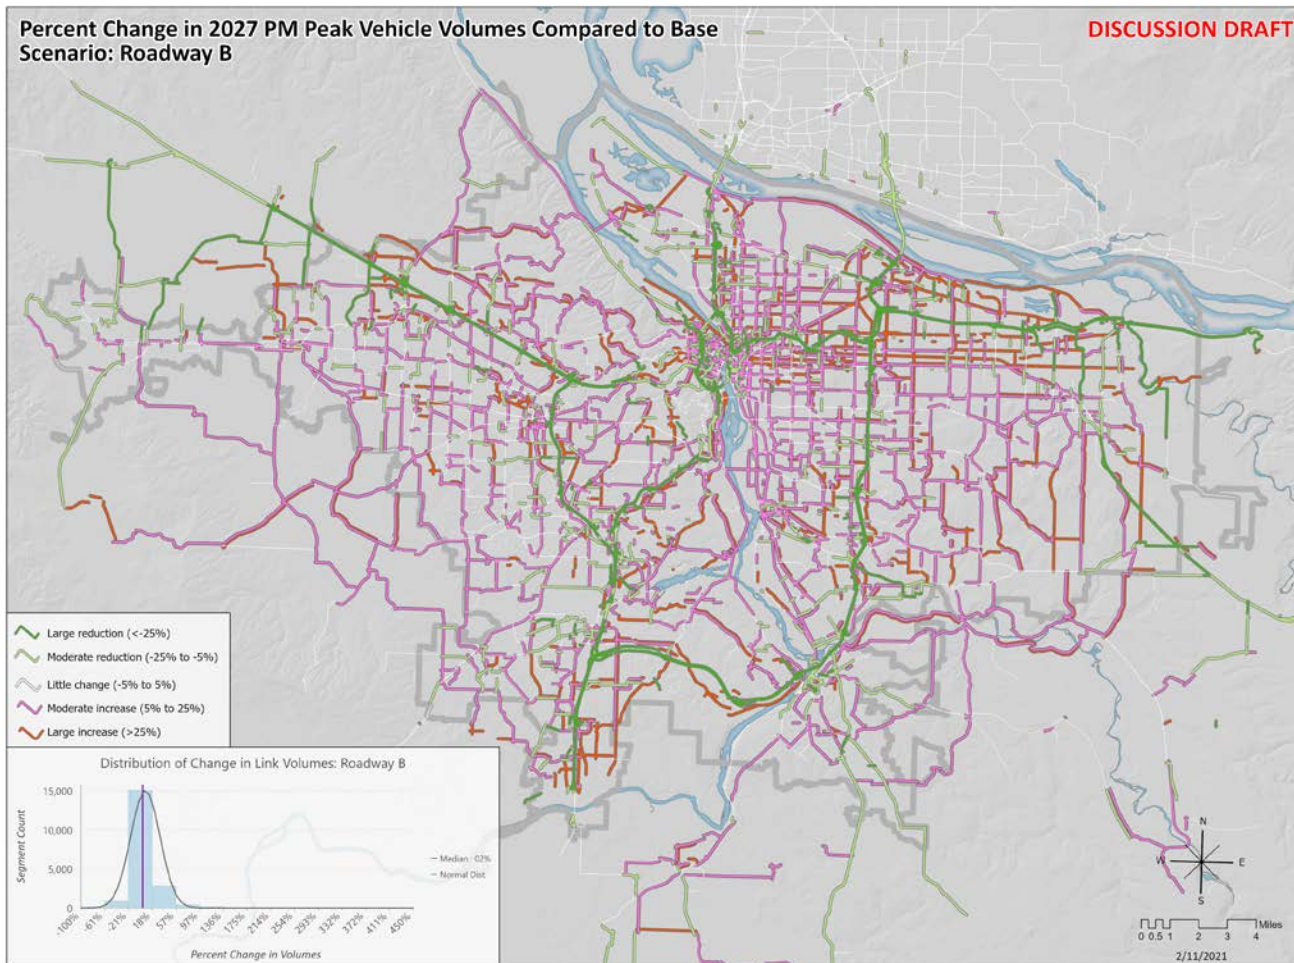 Percent Change in 2027 PM Peak Vehicle Volumes Compared to Base
Scenario: Roadway B
DISCUSSION DRAFT
Large reduction (<-25%)
Moderate reduction (-25% to -5%)
Little change (-5% to 5%)
Moderate increase (5% to 25%)
Large increase (>25%)
Distribution of Change in Link Volumes: Roadway B
Segment Count
15,000
10,000
5,000
0
-100%
-61%
-21%
18%
57%
97%
136%
175%
214%
254%
293%
332%
372%
411%
450%
Median : 02%
Normal Dist
Percent Change in Volumes
N
W E
S
Miles
0 0.5 1 2 3 4
2/11/2021